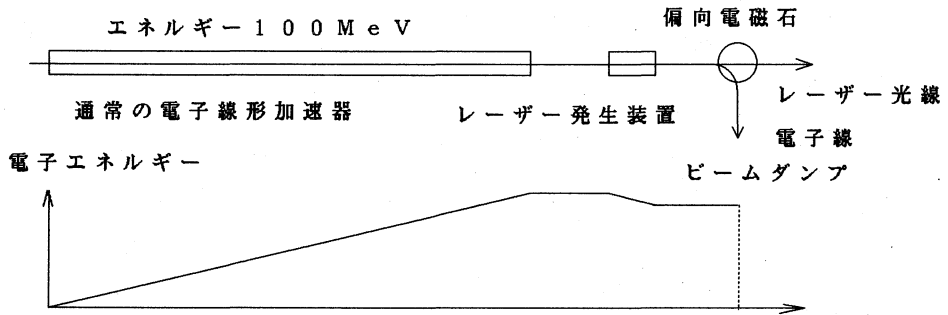 偏向電磁石
エネルギー１００ＭｅＶ
レーザー光線
通常の電子線形加速器
レーザー発生装置
電子線
電子エネルギー
ビームダンプ